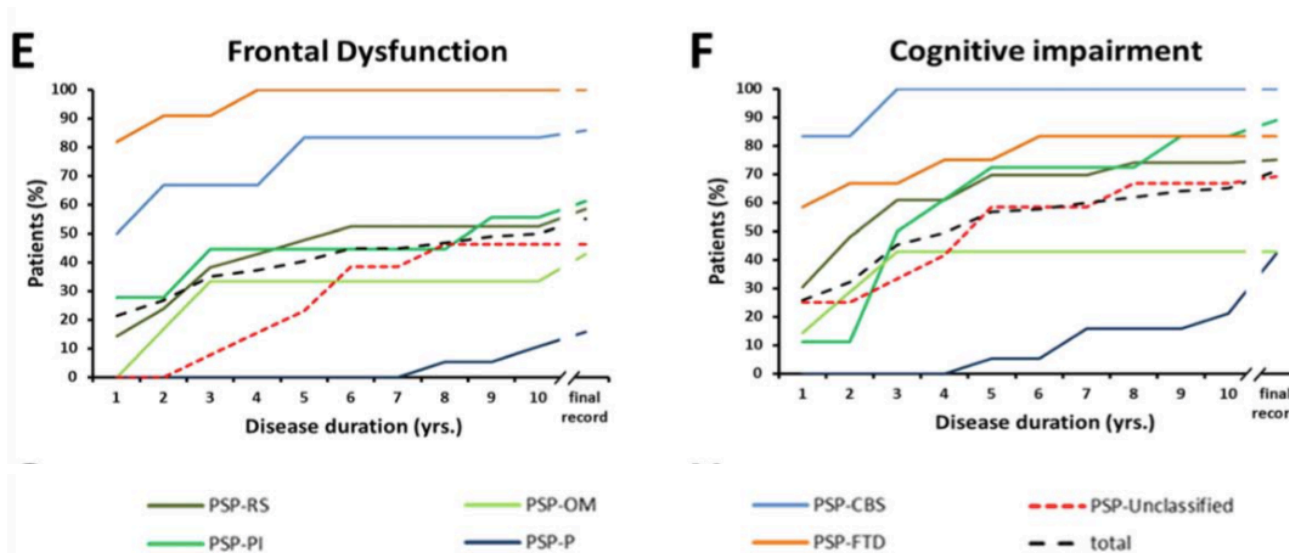 E
Frontal Dysfunction
Patients (%)
100
90
80
70
60
50
40
30
20
10
0
1 2 3 4 5 6 7 8 9 10 final record
Disease duration (yrs.)
F
Cognitive impairment
Patients (%)
100
90
80
70
60
50
40
30
20
10
0
1 2 3 4 5 6 7 8 9 10 final record
Disease duration (yrs.)
PSP-RS PSP-OM PSP-CBS PSP-Unclassified
PSP-PI PSP-P PSP-FTD total